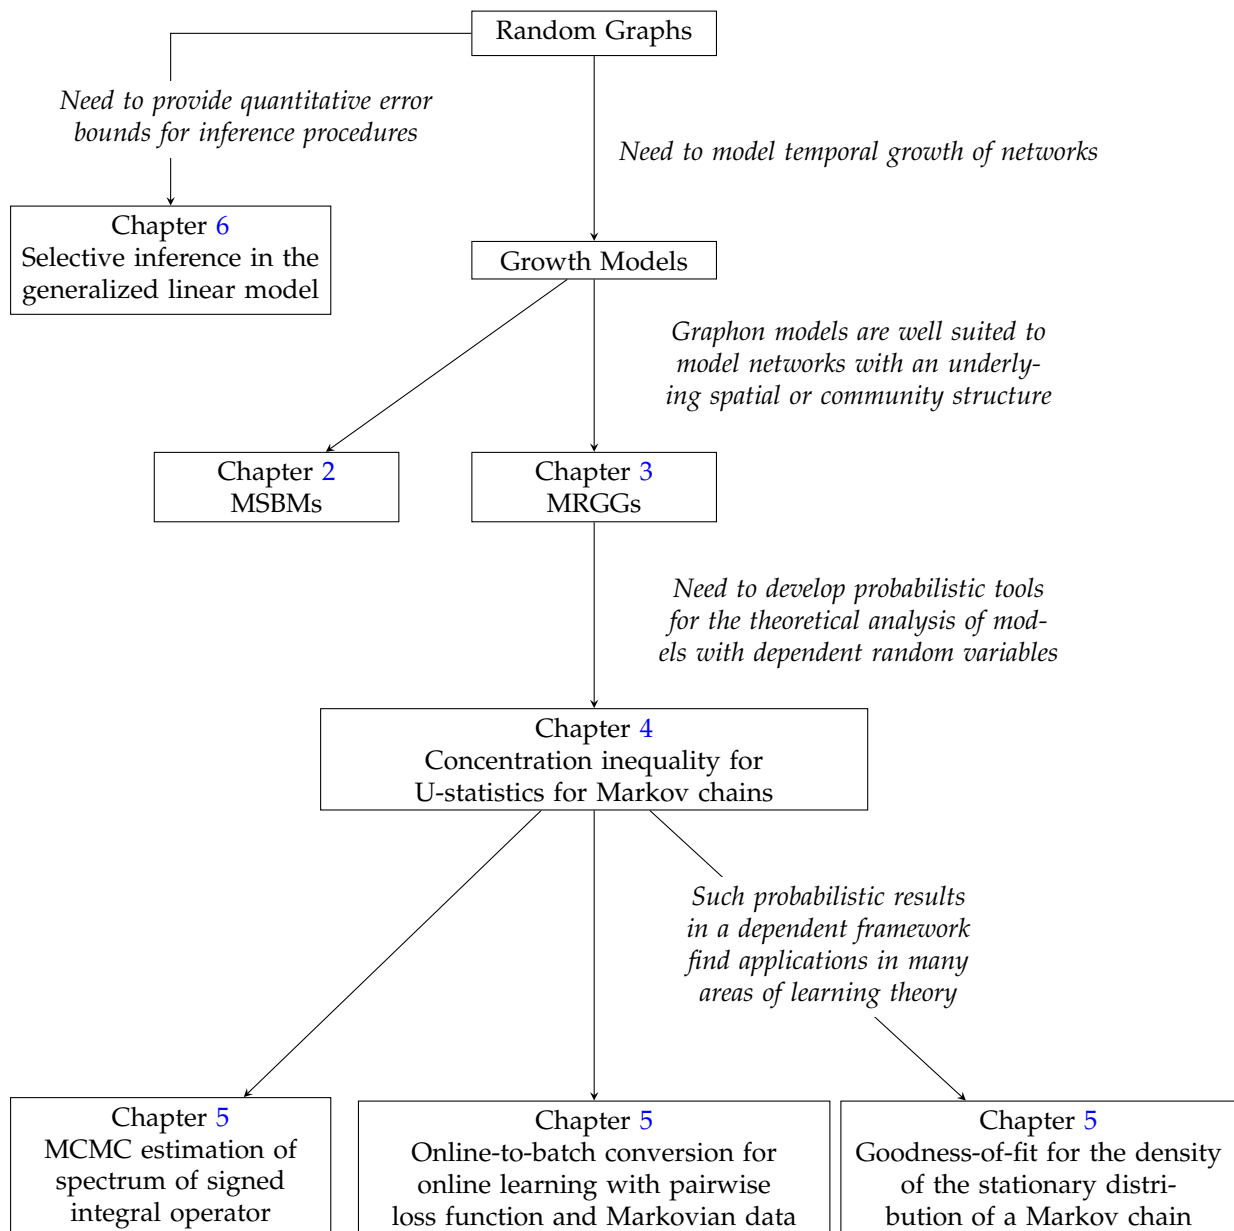 Random Graphs
Need to provide quantitative error
bounds for inference procedures
Need to model temporal growth of networks
Chapter 6
Selective inference in the
generalized linear model
Growth Models
Graphon models are well suited to
model networks with an underly-
ing spatial or community structure
Chapter 2
MSBMs
Chapter 3
MRGGs
Need to develop probabilistic tools
for the theoretical analysis of mod-
els with dependent random variables
Chapter 4
Concentration inequality for
U-statistics for Markov chains
Such probabilistic results
in a dependent framework
find applications in many
areas of learning theory
Chapter 5
MCMC estimation of
spectrum of signed
integral operator
Chapter 5
Online-to-batch conversion for
online learning with pairwise
loss function and Markovian data
Chapter 5
Goodness-of-fit for the density
of the stationary distri-
bution of a Markov chain